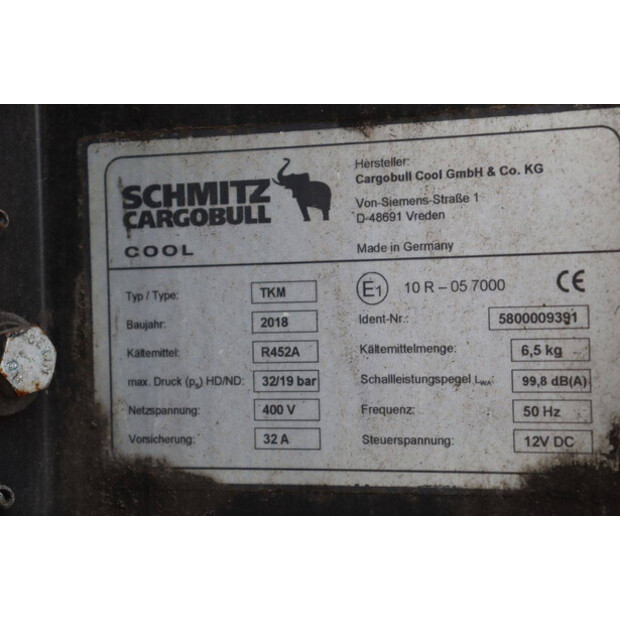 SCHMITZ
CARGOBULL
COOL
Hersteller:
Cargobull Cool GmbH & Co. KG
Von-Siemens-Straße 1
D-48691 Vreden
Made in Germany
Typ / Type: TKM E1 10 R – 05 7000 CE
Baujahr: 2018 Ident-Nr.: 5800009391
Kältemittel: R452A Kältemittelmenge: 6,5 kg
max. Druck (ps) HD/ND: 32/19 bar Schallleistungspegel LWA: 99,8 dB(A)
Netzspannung: 400 V Frequenz: 50 Hz
Vorsicherung: 32 A Steuerspannung: 12V DC